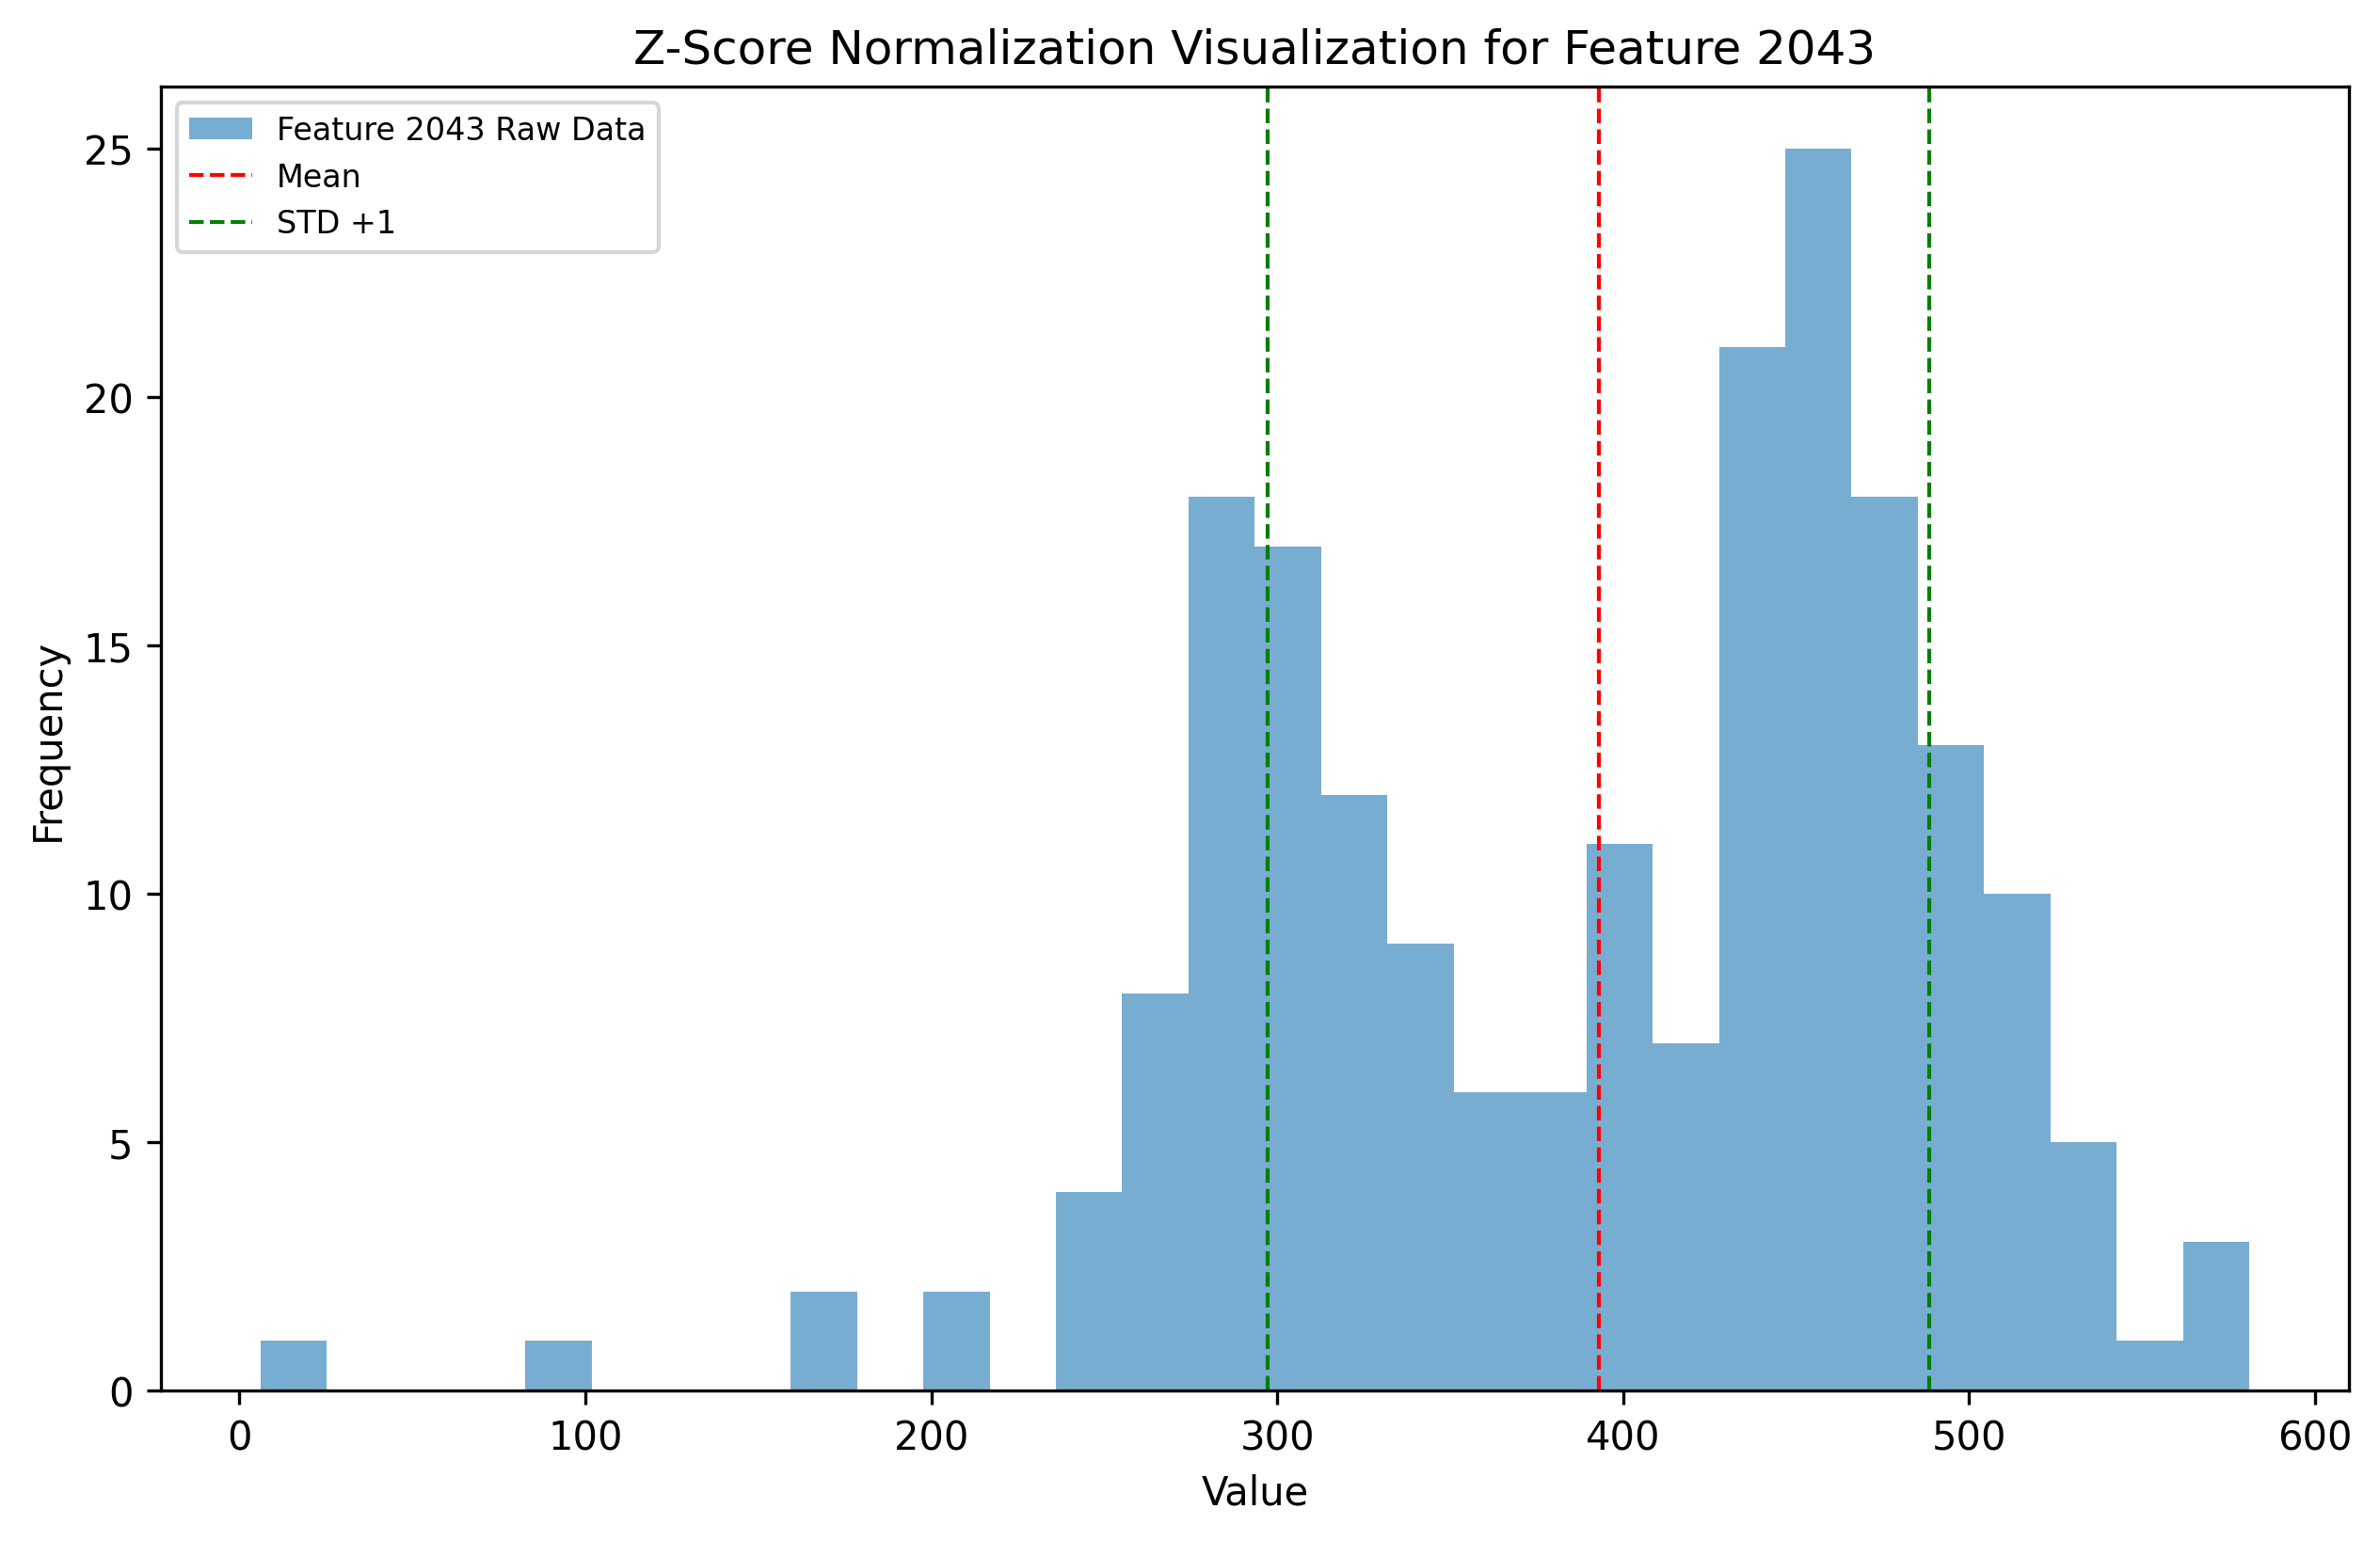 Z-Score Normalization Visualization for Feature 2043
Feature 2043 Raw Data
Mean
STD +1
Frequency
25
20
15
10
5
0
0 100 200 300 400 500 600
Value